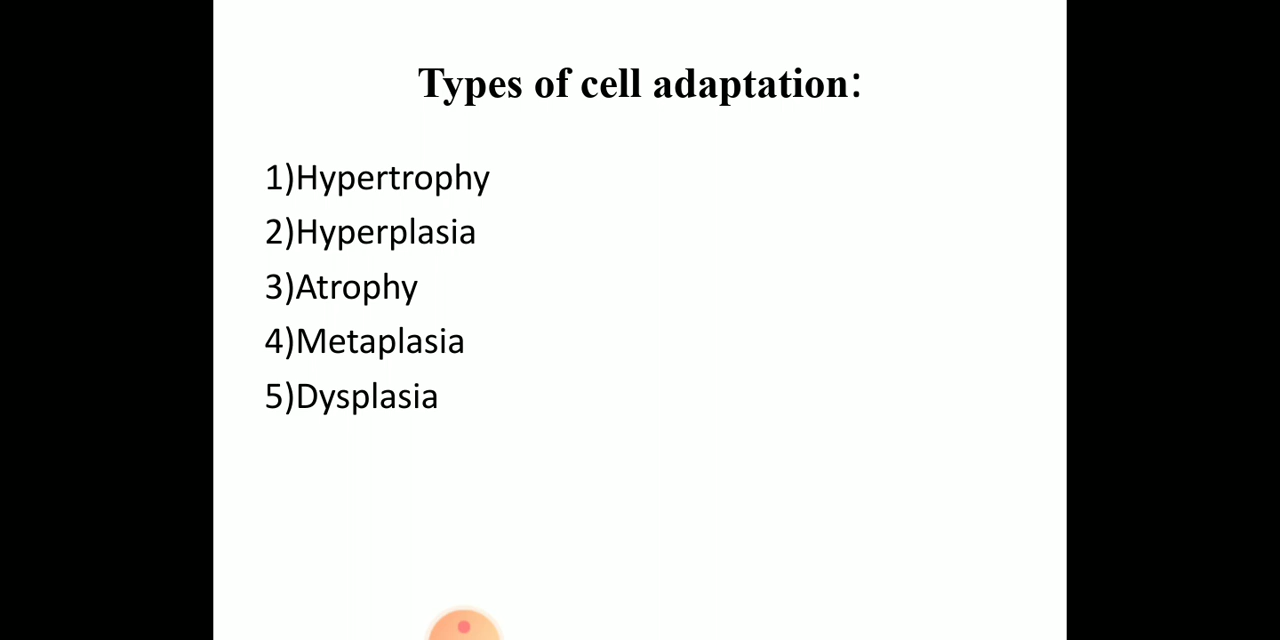 Types of cell adaptation:
1)Hypertrophy
2)Hyperplasia
3)Atrophy
4)Metaplasia
5)Dysplasia